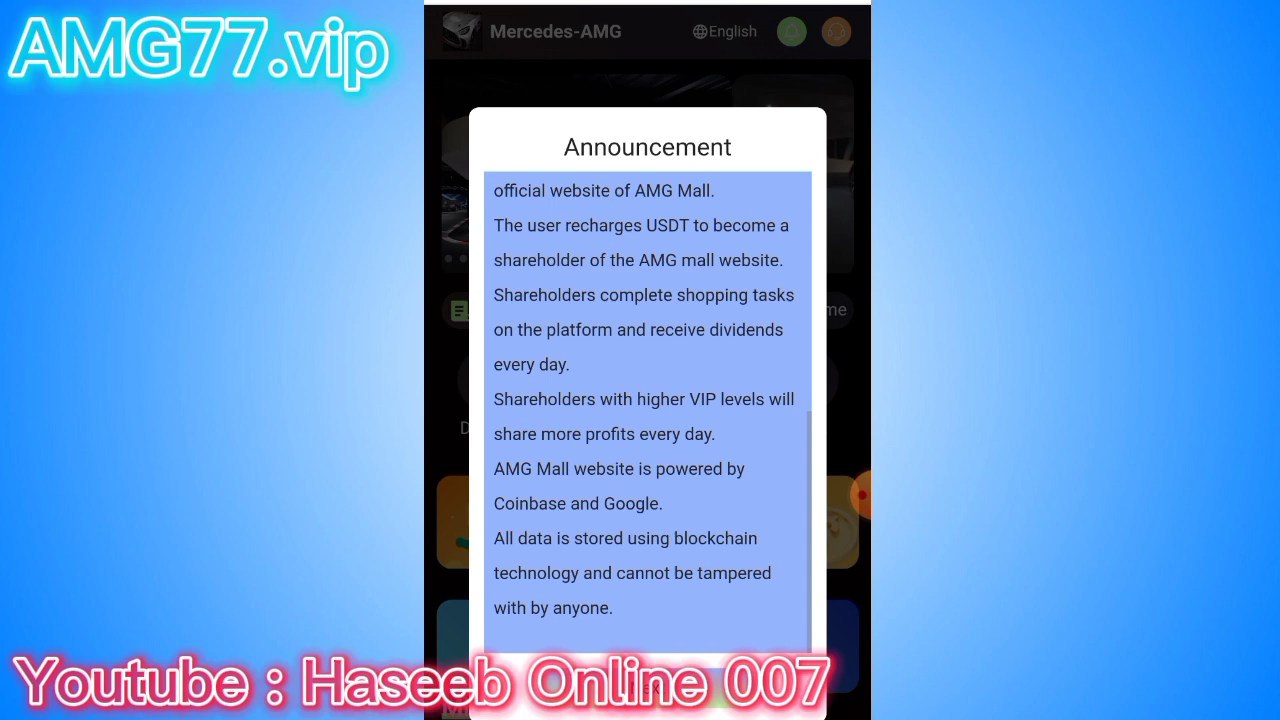 AMG77.vip
Mercedes-AMG
English
Announcement
official website of AMG Mall.
The user recharges USDT to become a
shareholder of the AMG mall website.
Shareholders complete shopping tasks
on the platform and receive dividends
every day.
Shareholders with higher VIP levels will
share more profits every day.
AMG Mall website is powered by
Coinbase and Google.
All data is stored using blockchain
technology and cannot be tampered
with by anyone.
Youtube : Haseeb Online 007